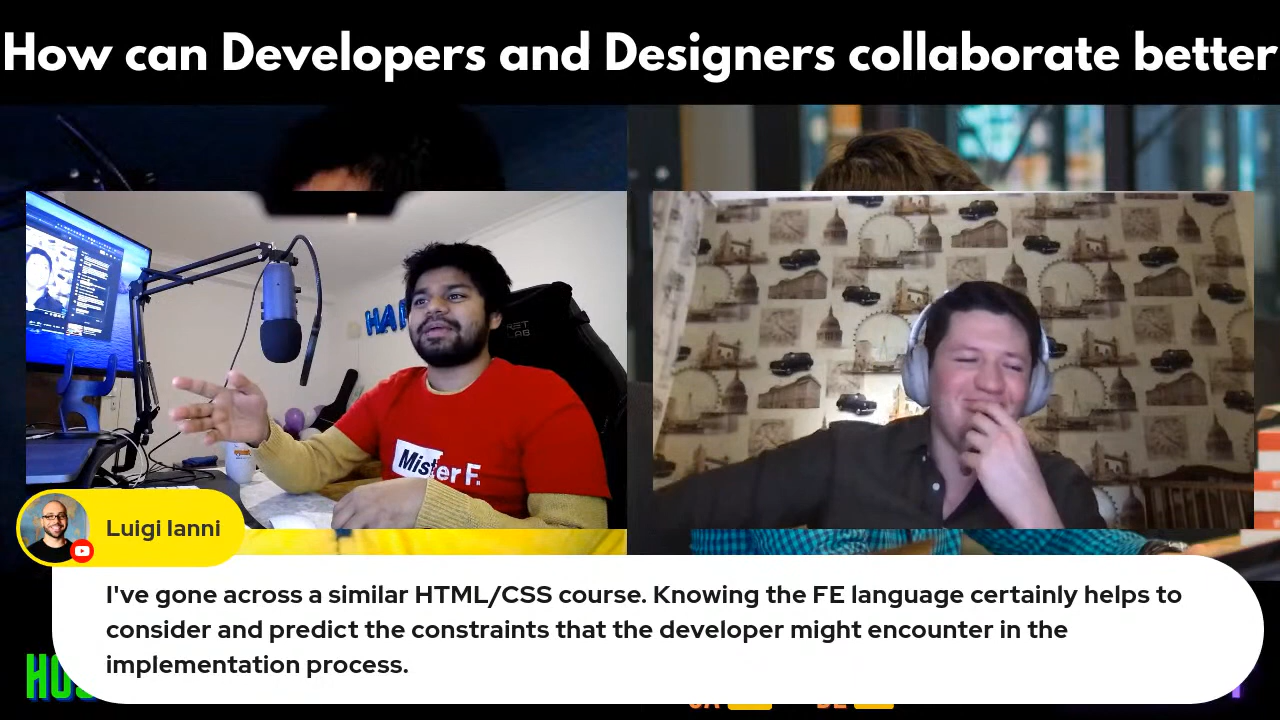 How can Developers and Designers collaborate better
Mister F.
Luigi Ianni
I've gone across a similar HTML/CSS course. Knowing the FE language certainly helps to
consider and predict the constraints that the developer might encounter in the
implementation process.